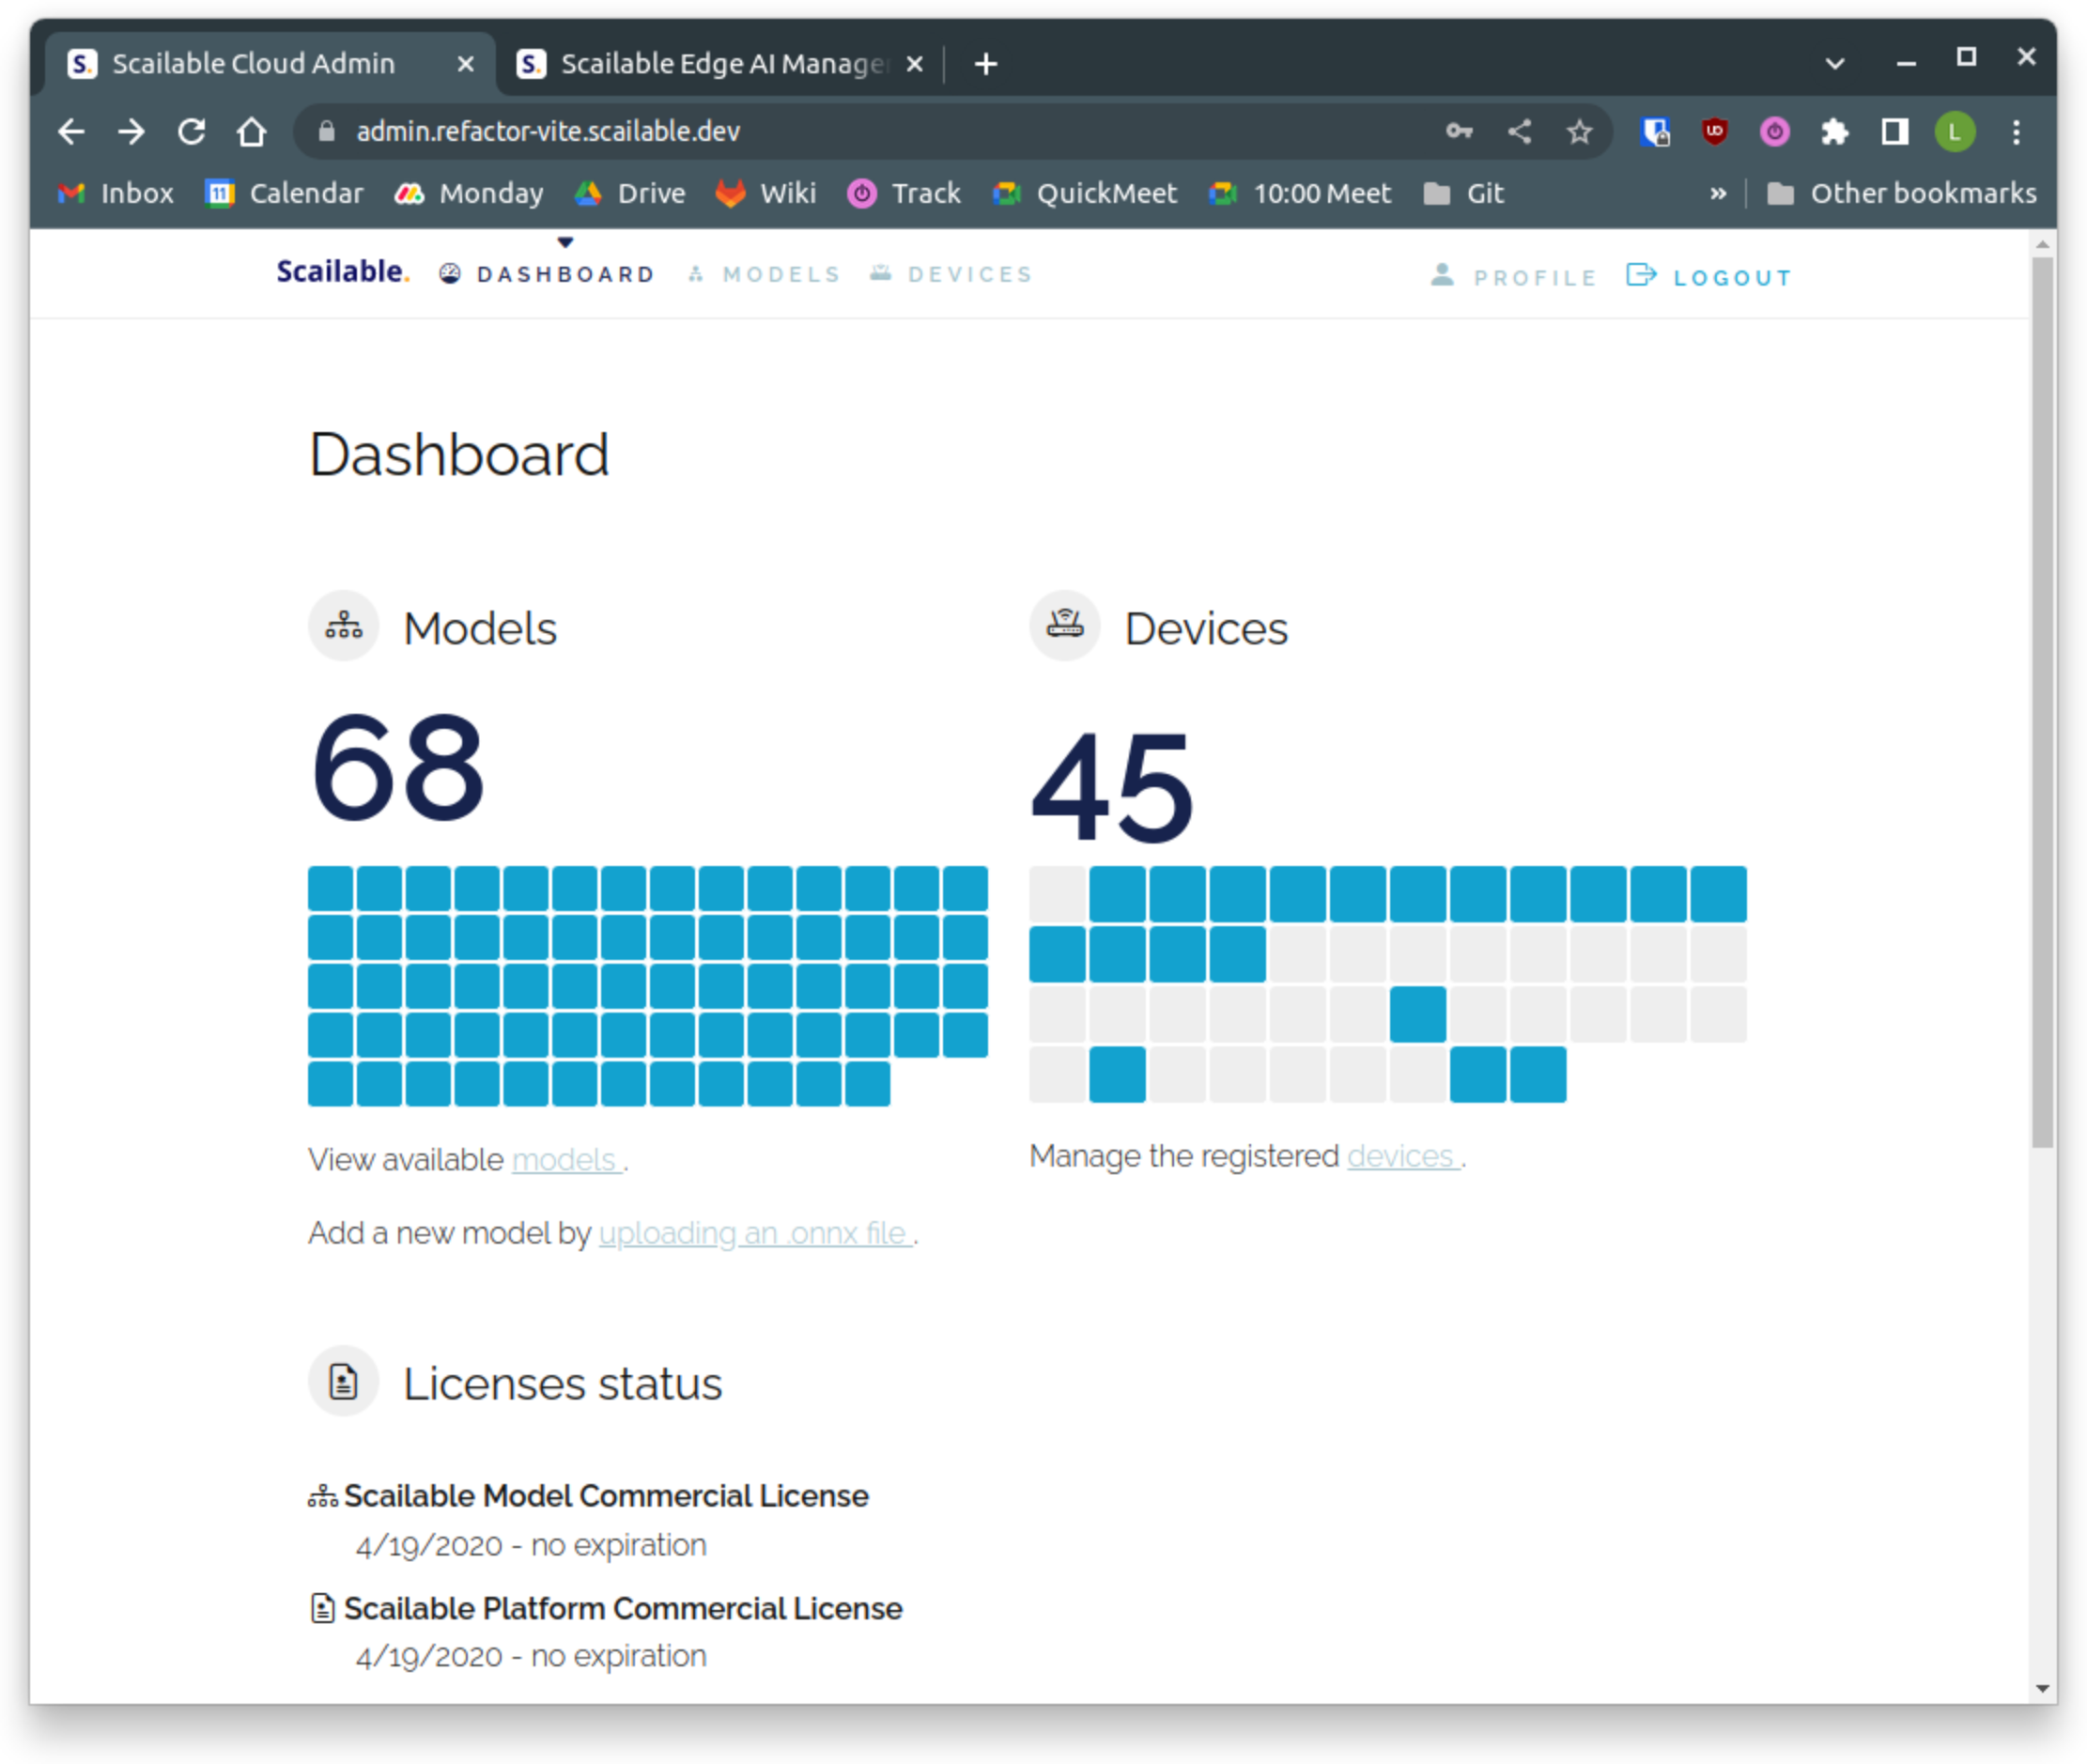 S. Scailable Cloud Admin S. Scailable Edge AI Manage
admin.refactor-vite.scailable.dev L
Inbox 11 Calendar Monday Drive Wiki Track QuickMeet 10:00 Meet Git » Other bookmarks
Scailable. DASHBOARD MODELS DEVICES PROFILE LOGOUT
Dashboard
Models
68
View available models .
Add a new model by uploading an .onnx file .
Devices
45
Manage the registered devices .
Licenses status
Scailable Model Commercial License
4/19/2020 - no expiration
Scailable Platform Commercial License
4/19/2020 - no expiration